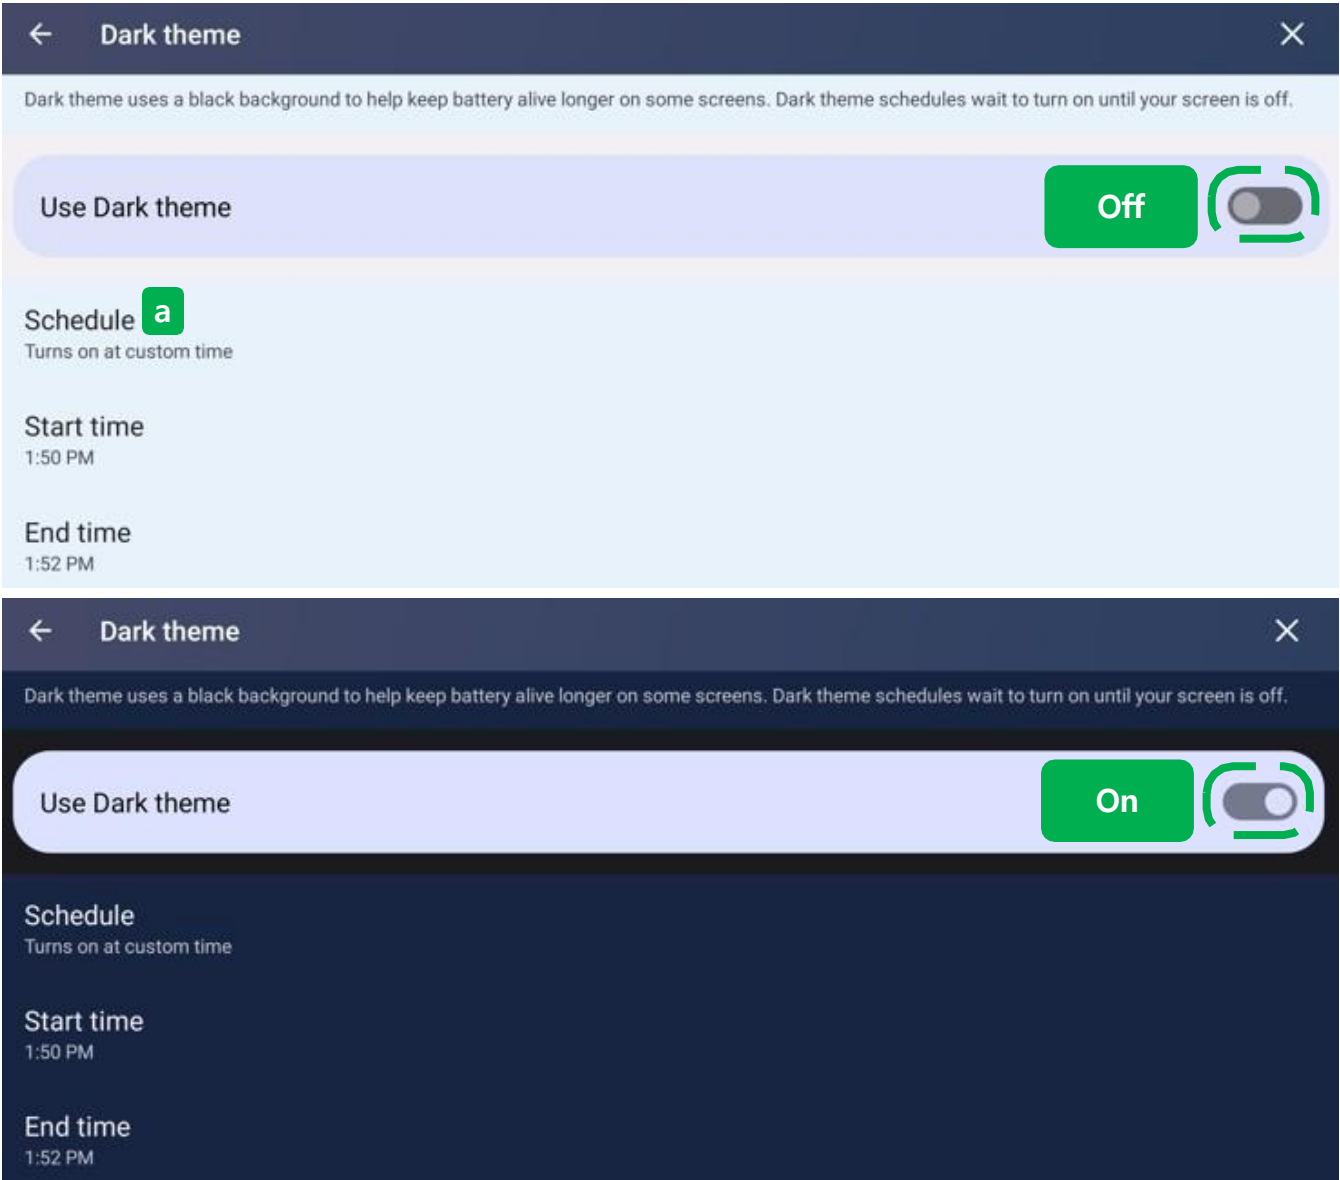 Dark theme
Dark theme uses a black background to help keep battery alive longer on some screens. Dark theme schedules wait to turn on until your screen is off.
Use Dark theme Off
Schedule a
Turns on at custom time
Start time
1:50 PM
End time
1:52 PM
Dark theme
Dark theme uses a black background to help keep battery alive longer on some screens. Dark theme schedules wait to turn on until your screen is off.
Use Dark theme On
Schedule
Turns on at custom time
Start time
1:50 PM
End time
1:52 PM